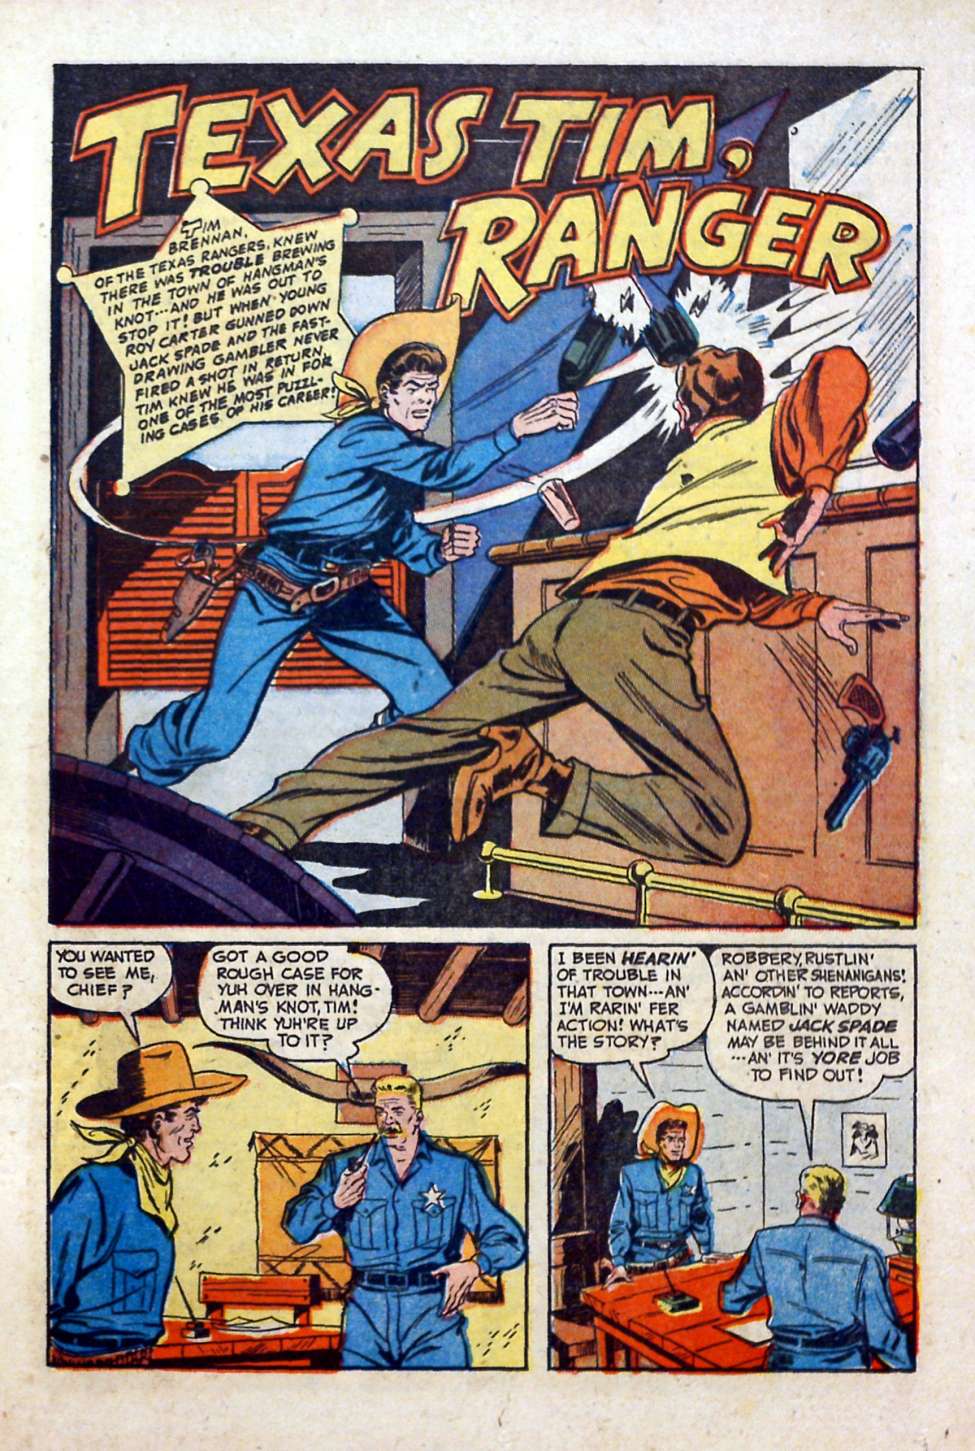 TEXAS TIM,
RANGER
TIM
BRENNAN,
OF THE TEXAS RANGERS, KNEW
THERE WAS TROUBLE BREWING
IN THE TOWN OF HANGMAN'S
KNOT...AND HE WAS OUT TO
STOP IT! BUT WHEN YOUNG
ROY CARTER GUNNED DOWN
JACK SPADE AND THE FAST-
DRAWING GAMBLER NEVER
FIRED A SHOT IN RETURN,
TIM KNEW HE WAS IN FOR
ONE OF THE MOST PUZZL-
ING CASES OF HIS CAREER!
YOU WANTED
TO SEE ME,
CHIEF?
GOT A GOOD
ROUGH CASE FOR
YUH OVER IN HANG-
MAN'S KNOT, TIM!
THINK YUH'RE UP
TO IT?
I BEEN HEARIN'
OF TROUBLE IN
THAT TOWN---AN'
I'M RARIN' FER
ACTION! WHAT'S
THE STORY?
ROBBERY, RUSTLIN'
AN' OTHER SHENANIGANS!
ACCORDIN' TO REPORTS,
A GAMBLIN' WADDY
NAMED JACK SPADE
MAY BE BEHIND IT ALL
---AN' IT'S YORE JOB
TO FIND OUT!